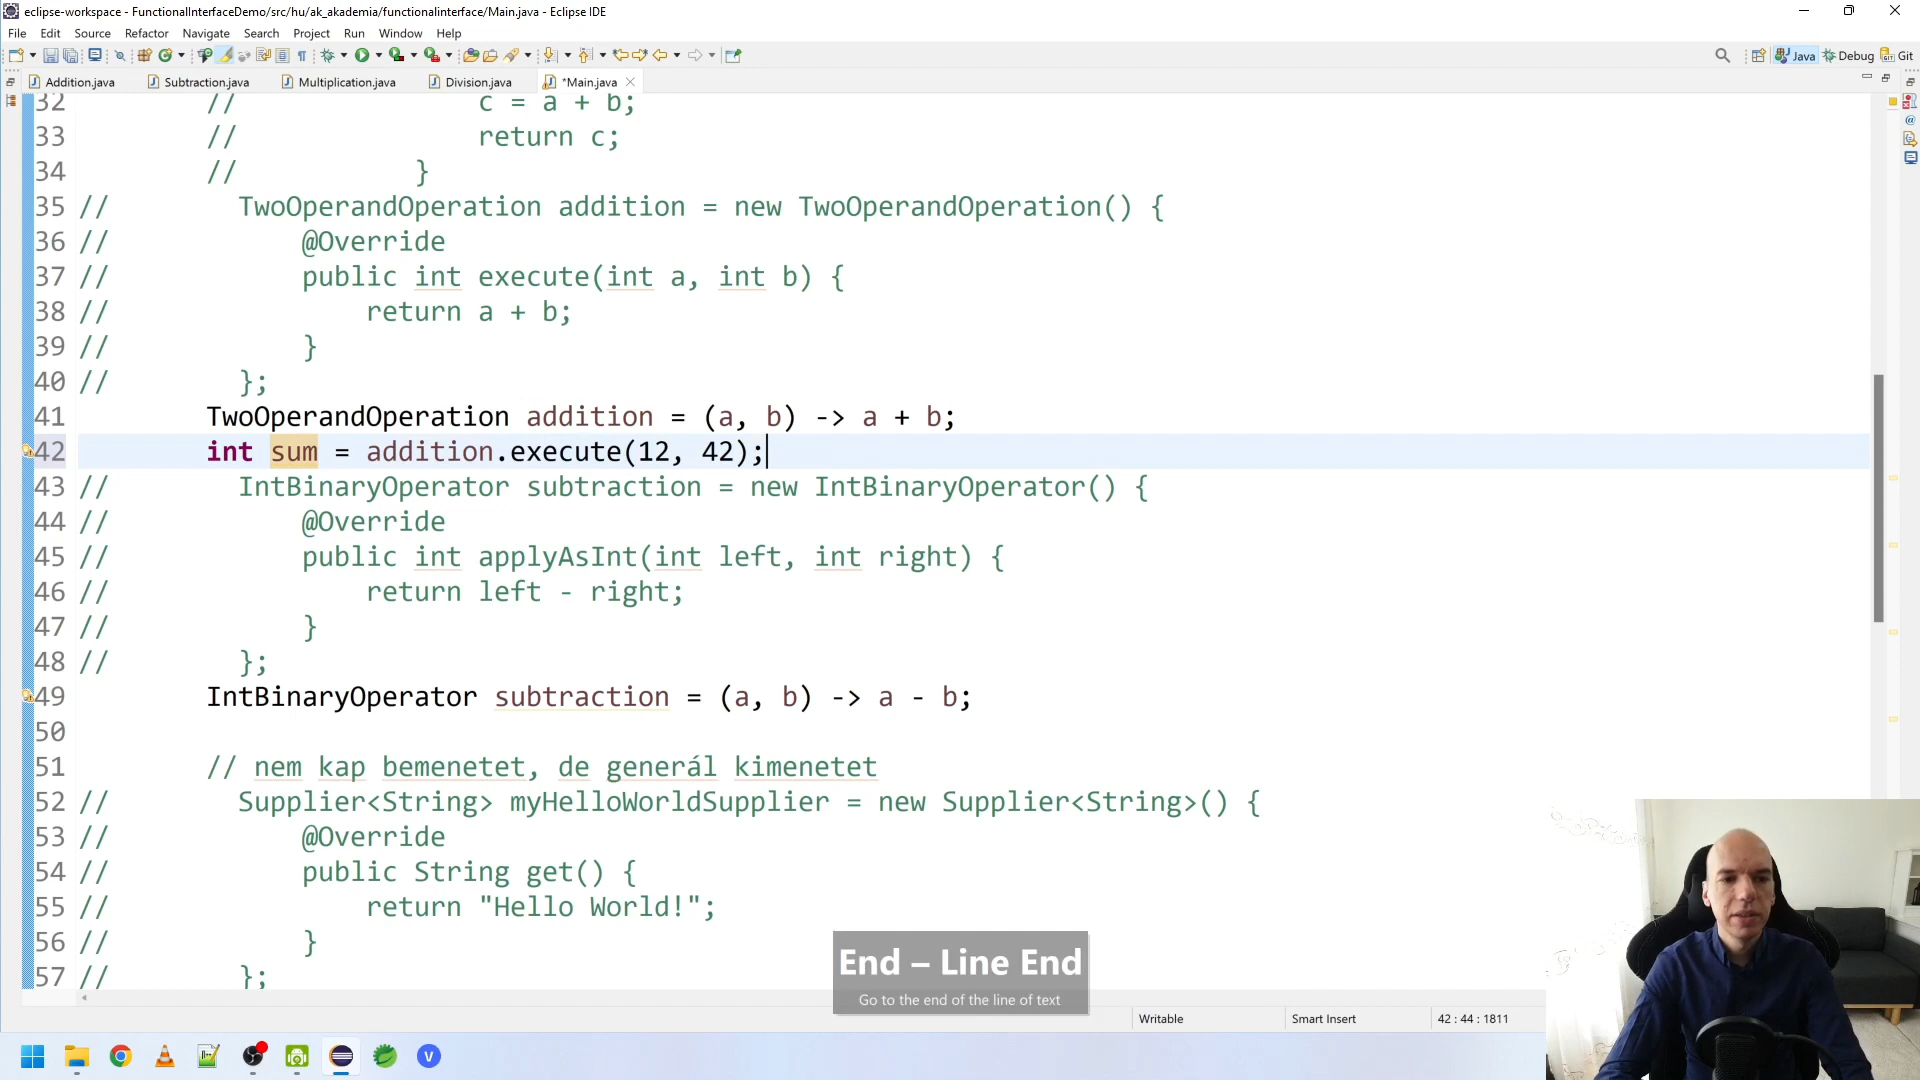 eclipse-workspace - FunctionalInterfaceDemo/src/hu/ak_akademia/functionalinterface/Main.java - Eclipse IDE
File Edit Source Refactor Navigate Search Project Run Window Help
Java Debug Git
Addition.java Subtraction.java Multiplication.java Division.java *Main.java
32 // c = a + b;
33 // return c;
34 // }
35 // TwoOperandOperation addition = new TwoOperandOperation() {
36 // @Override
37 // public int execute(int a, int b) {
38 // return a + b;
39 // }
40 // };
41 TwoOperandOperation addition = (a, b) -> a + b;
42 int sum = addition.execute(12, 42);
43 // IntBinaryOperator subtraction = new IntBinaryOperator() {
44 // @Override
45 // public int applyAsInt(int left, int right) {
46 // return left - right;
47 // }
48 // };
49 IntBinaryOperator subtraction = (a, b) -> a - b;
50
51 // nem kap bemenetet, de generál kimenetet
52 // Supplier<String> myHelloWorldSupplier = new Supplier<String>() {
53 // @Override
54 // public String get() {
55 // return "Hello World!";
56 // }
57 // };
End – Line End
Go to the end of the line of text
Writable Smart Insert 42 : 44 : 1811
V